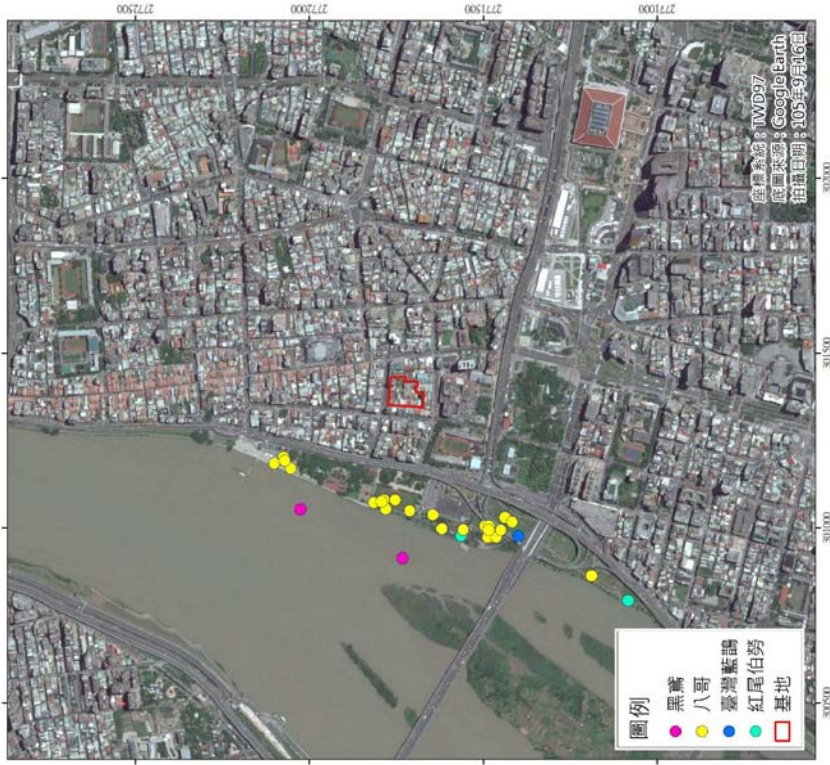 2772500
2772000
2771500
2771000
302000
301500
301000
300500
座標系統：TWD97
底圖來源：Google Earth
拍攝日期：105年9月16日
圖例
黑鳶
八哥
臺灣藍鵲
紅尾伯勞
基地